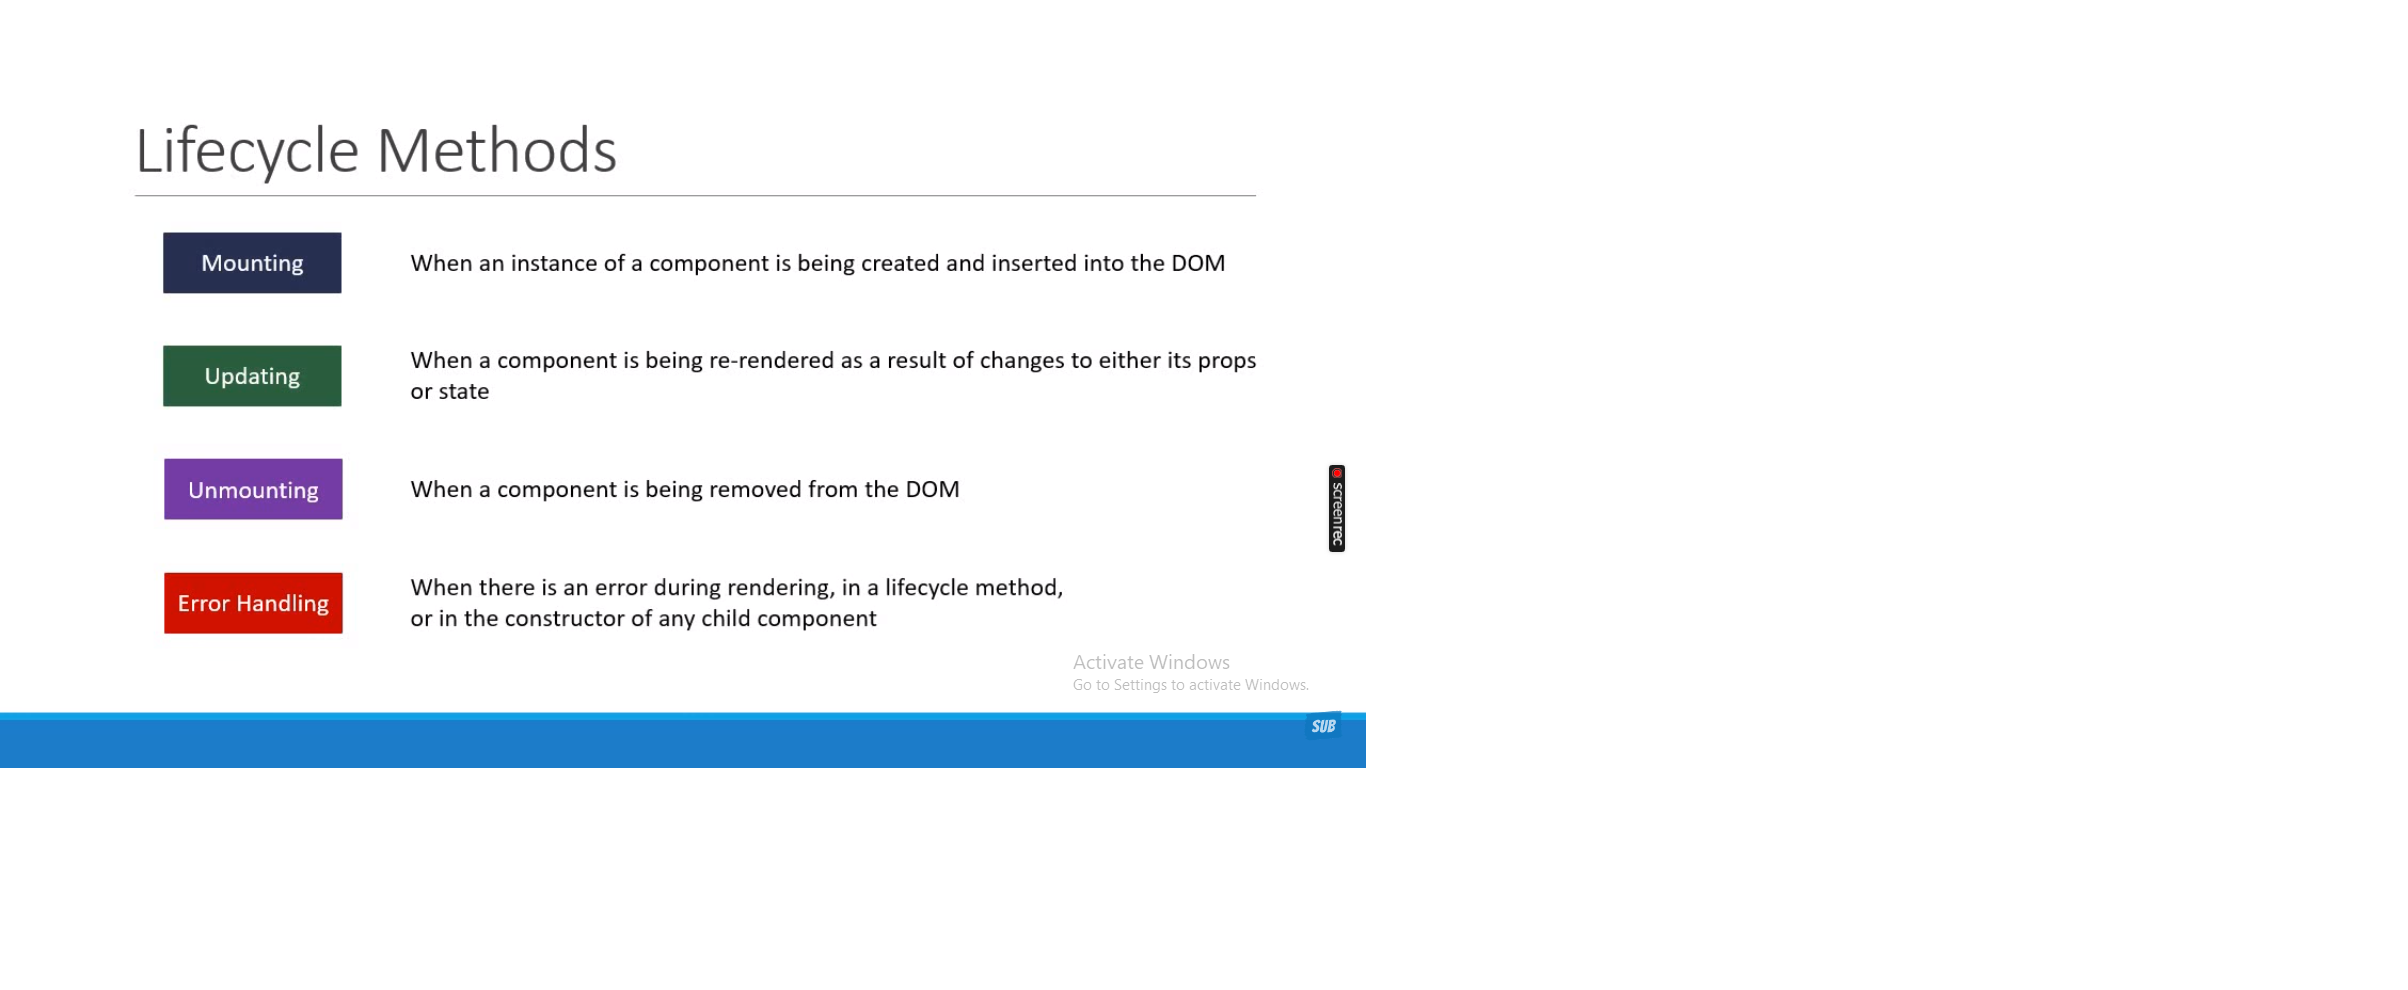 Lifecycle Methods
Mounting
When an instance of a component is being created and inserted into the DOM
Updating
When a component is being re-rendered as a result of changes to either its props
or state
Unmounting
When a component is being removed from the DOM
Error Handling
When there is an error during rendering, in a lifecycle method,
or in the constructor of any child component
screenrec
Activate Windows
Go to Settings to activate Windows.
SUB